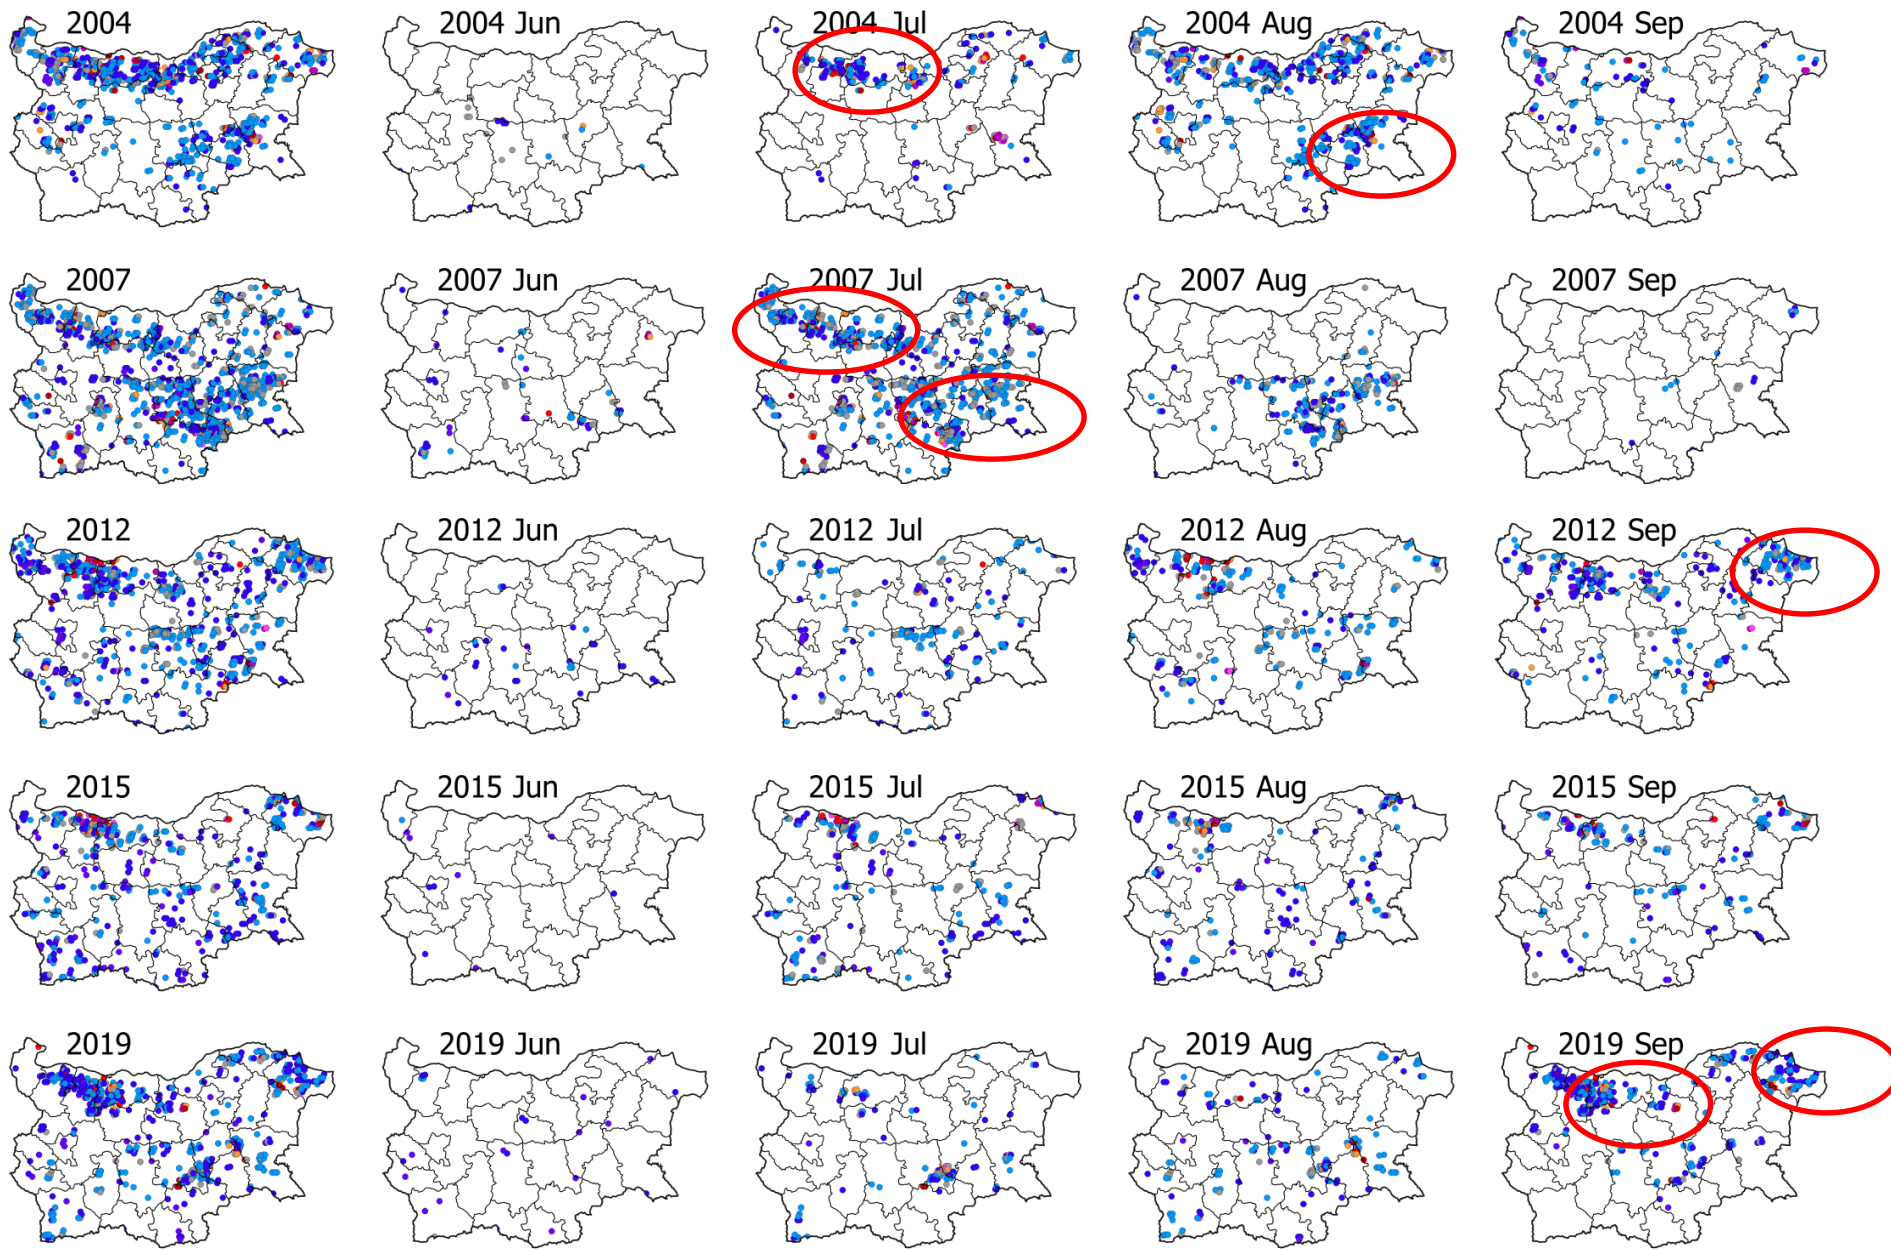 2004
2004 Jun
2004 Jul
2004 Aug
2004 Sep
2007
2007 Jun
2007 Jul
2007 Aug
2007 Sep
2012
2012 Jun
2012 Jul
2012 Aug
2012 Sep
2015
2015 Jun
2015 Jul
2015 Aug
2015 Sep
2019
2019 Jun
2019 Jul
2019 Aug
2019 Sep